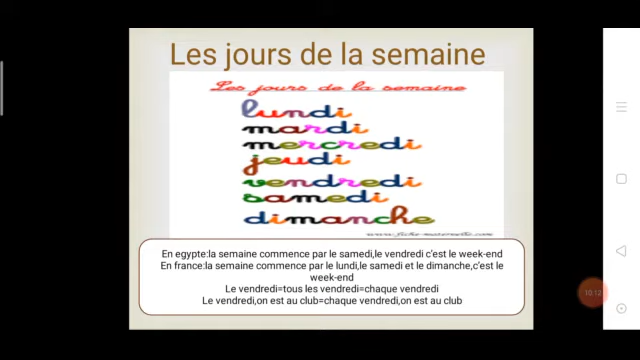 Les jours de la semaine
Les jours de la semaine
lundi
mardi
mercredi
jeudi
vendredi
samedi
dimanche
www.fiche-maternelle.com
En egypte:la semaine commence par le samedi,le vendredi c'est le week-end
En france:la semaine commence par le lundi,le samedi et le dimanche,c'est le
week-end
Le vendredi=tous les vendredi=chaque vendredi
Le vendredi,on est au club=chaque vendredi,on est au club
10:12